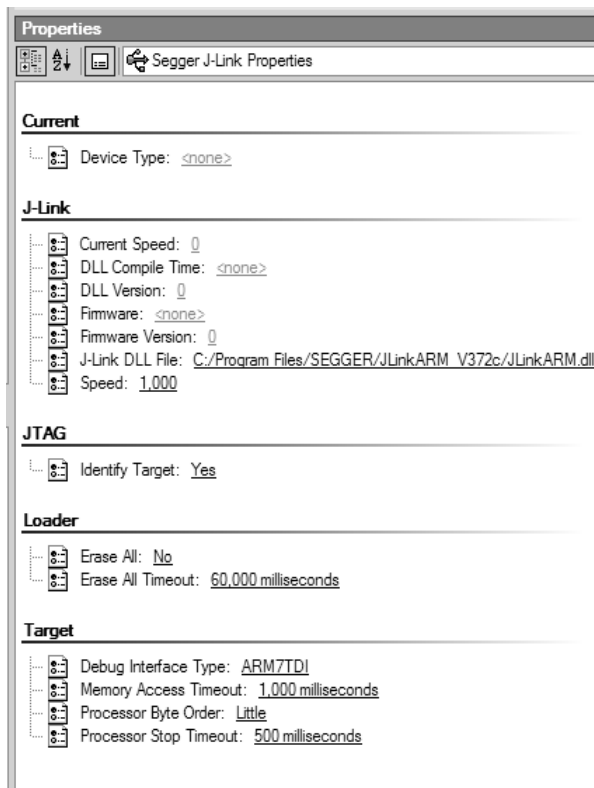 Properties
Segger J-Link Properties
Current
Device Type: <none>
J-Link
Current Speed: 0
DLL Compile Time: <none>
DLL Version: 0
Firmware: <none>
Firmware Version: 0
J-Link DLL File: C:/Program Files/SEGGER/JLinkARM_V372c/JLinkARM.dll
Speed: 1,000
JTAG
Identify Target: Yes
Loader
Erase All: No
Erase All Timeout: 60,000 milliseconds
Target
Debug Interface Type: ARM7TDI
Memory Access Timeout: 1,000 milliseconds
Processor Byte Order: Little
Processor Stop Timeout: 500 milliseconds